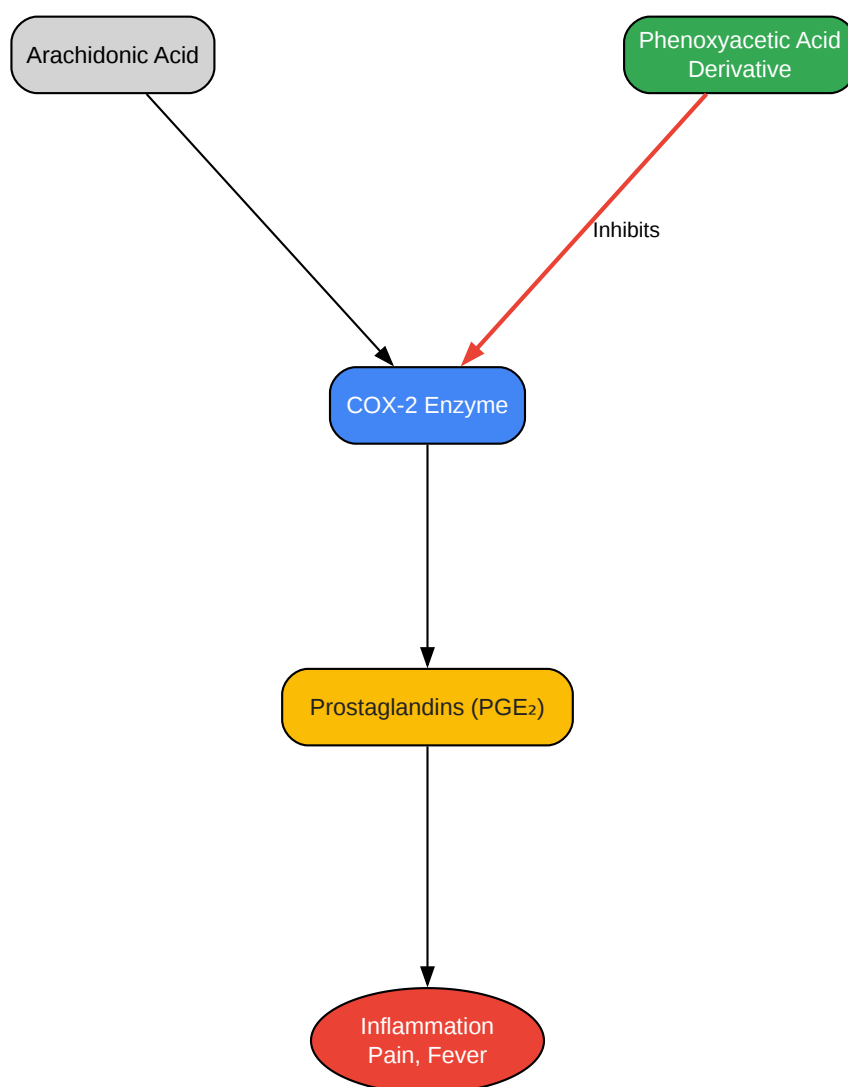 Arachidonic Acid
Phenoxyacetic Acid
Derivative
Inhibits
COX-2 Enzyme
Prostaglandins (PGE₂)
Inflammation
Pain, Fever